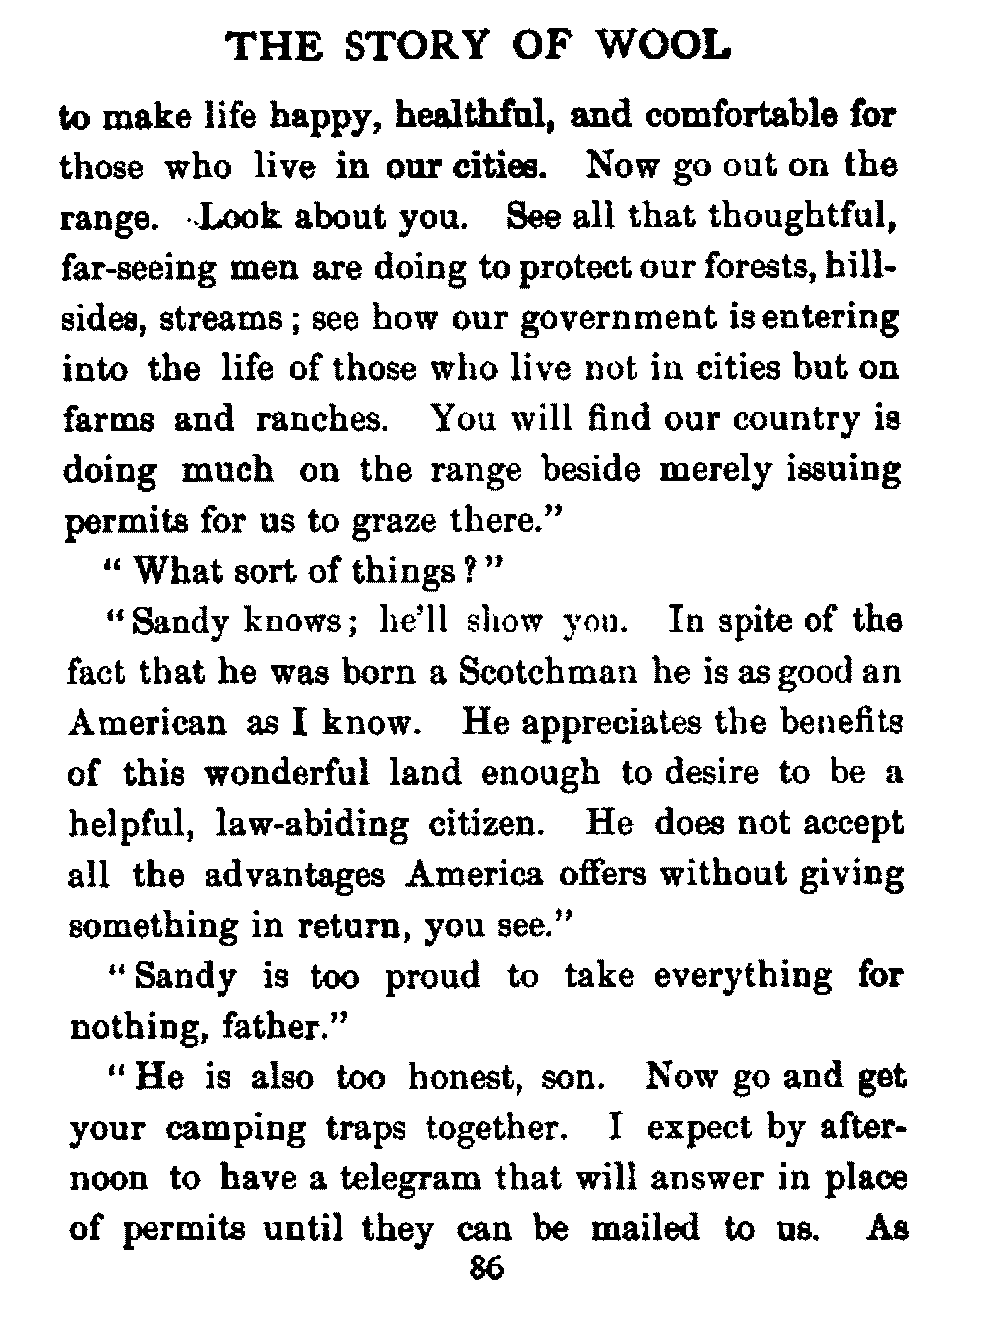 THE STORY OF WOOL
to make life happy, healthful, and comfortable for
those who live in our cities. Now go out on the
range. Look about you. See all that thoughtful,
far-seeing men are doing to protect our forests, hill-
sides, streams; see how our government is entering
into the life of those who live not in cities but on
farms and ranches. You will find our country is
doing much on the range beside merely issuing
permits for us to graze there.”
“What sort of things?”
“Sandy knows; he’ll show you. In spite of the
fact that he was born a Scotchman he is as good an
American as I know. He appreciates the benefits
of this wonderful land enough to desire to be a
helpful, law-abiding citizen. He does not accept
all the advantages America offers without giving
something in return, you see.”
“Sandy is too proud to take everything for
nothing, father.”
“He is also too honest, son. Now go and get
your camping traps together. I expect by after-
noon to have a telegram that will answer in place
of permits until they can be mailed to us. As
86